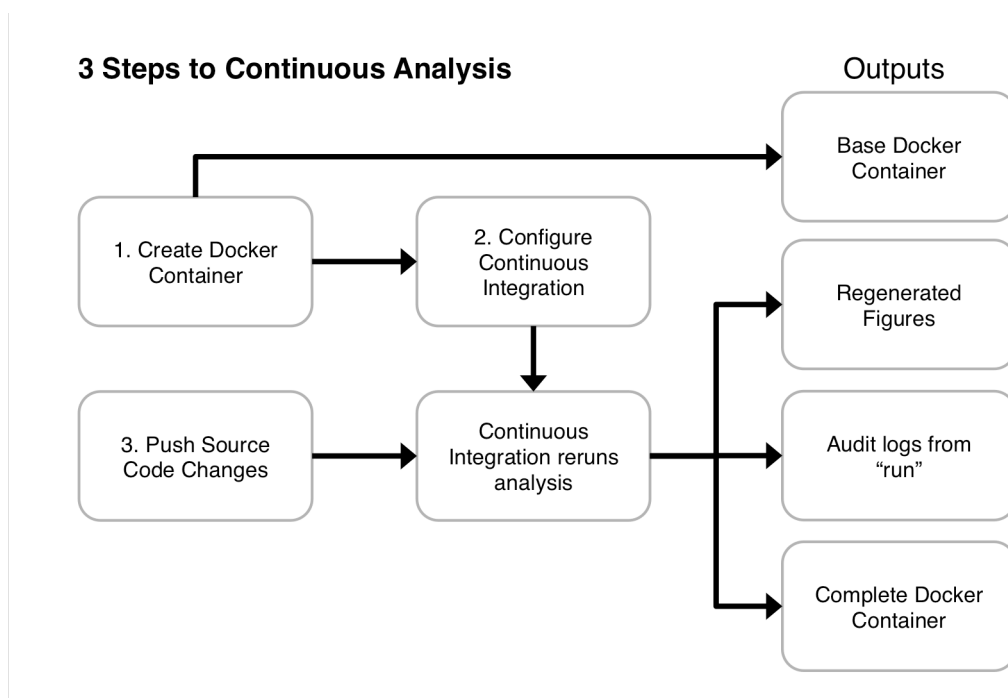 3 Steps to Continuous Analysis
Outputs
Base Docker
Container
1. Create Docker
Container
2. Configure
Continuous
Integration
Regenerated
Figures
3. Push Source
Code Changes
Continuous
Integration reruns
analysis
Audit logs from
“run”
Complete Docker
Container